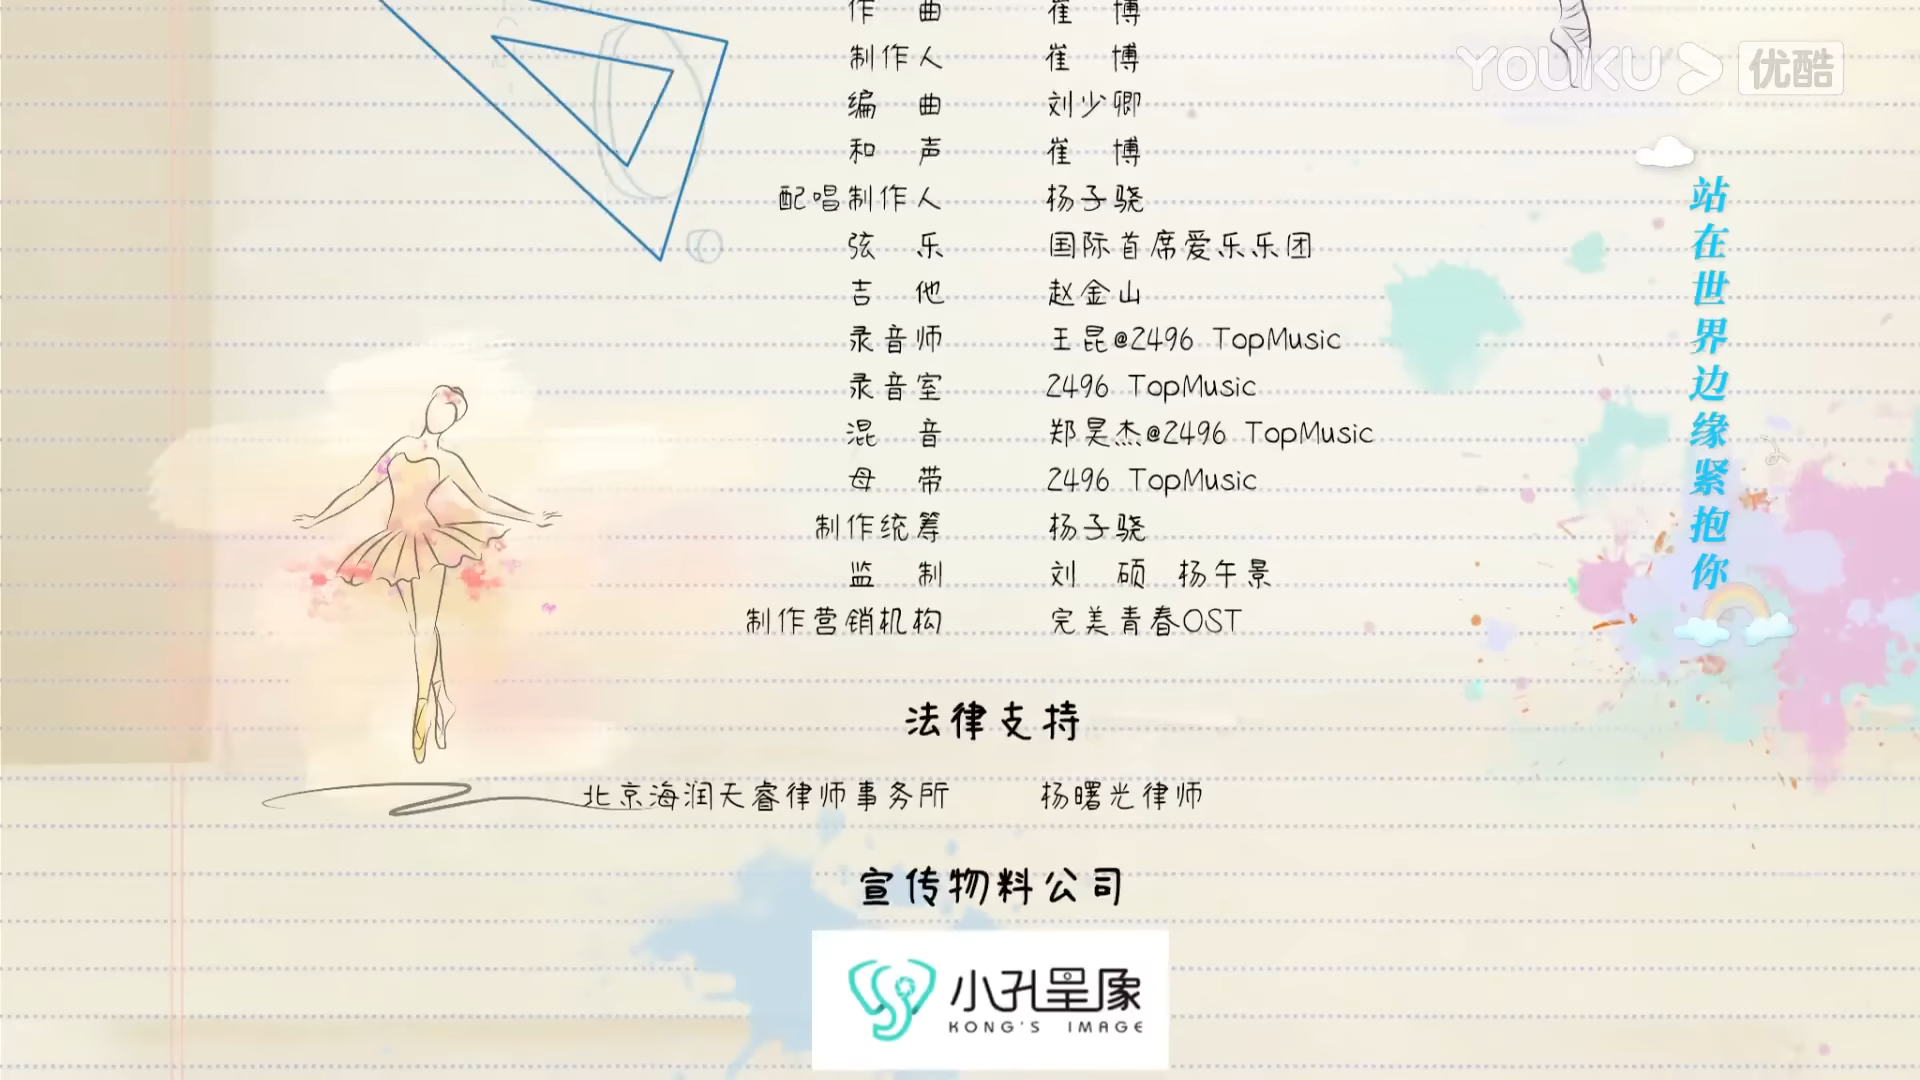 作曲 崔博
制作人 崔博
编曲 刘少卿
和声 崔博
配唱制作人 杨子骁
弦乐 国际首席爱乐乐团
吉他 赵金山
录音师 王昆@2496 TopMusic
录音室 2496 TopMusic
混音 郑昊杰@2496 TopMusic
母带 2496 TopMusic
制作统筹 杨子骁
监制 刘硕 杨午景
制作营销机构 完美青春OST
法律支持
北京海润天睿律师事务所 杨曙光律师
宣传物料公司
小孔呈像
KONG'S IMAGE
YOUKU 优酷
站在世界边缘紧抱你